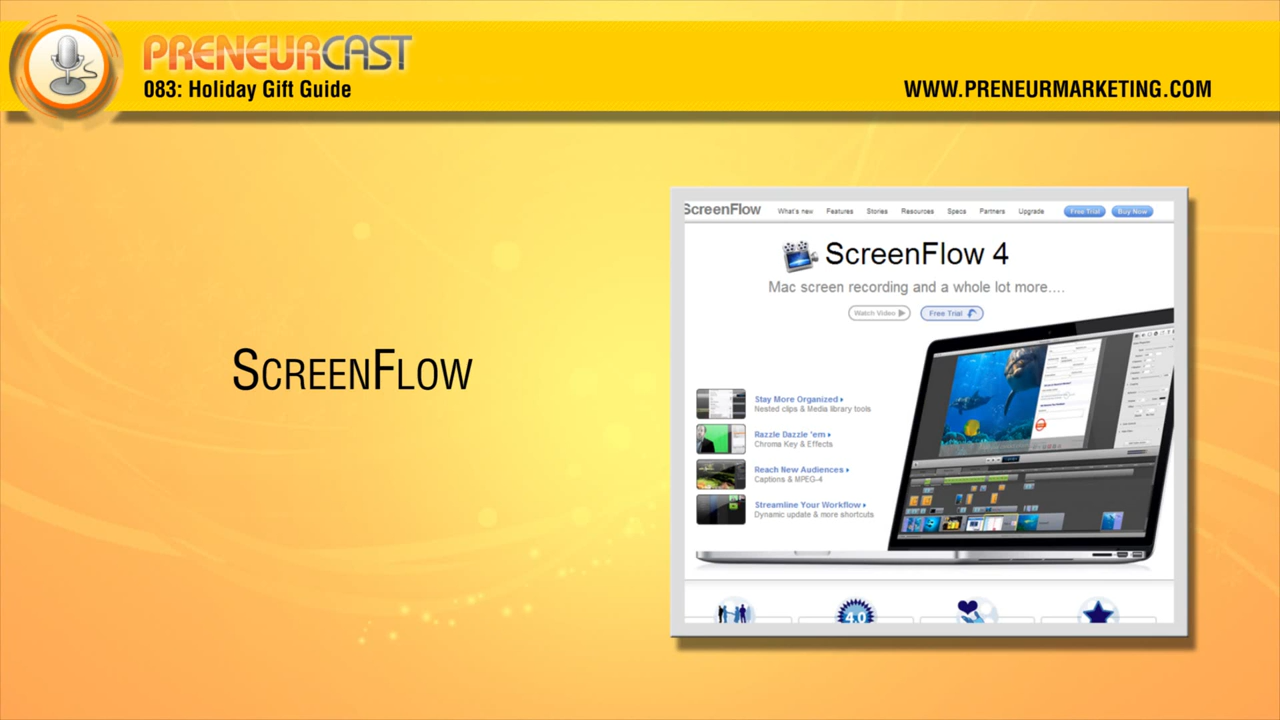 PRENEURCAST
083: Holiday Gift Guide
WWW.PRENEURMARKETING.COM
SCREENFLOW
ScreenFlow What's new Features Stories Resources Specs Partners Upgrade Free Trial Buy Now
ScreenFlow 4
Mac screen recording and a whole lot more....
Watch Video Free Trial
Stay More Organized
Nested clips & Media library tools
Razzle Dazzle 'em
Chroma Key & Effects
Reach New Audiences
Captions & MPEG-4
Streamline Your Workflow
Dynamic update & more shortcuts
4.0